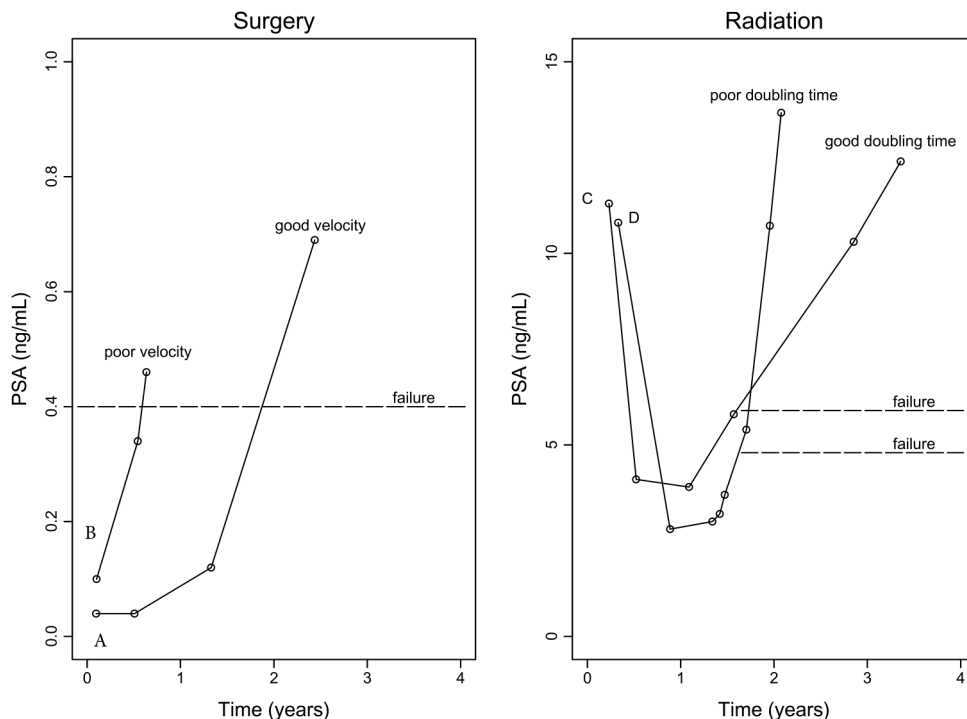 Surgery
PSA (ng/mL)
1.0
0.8
0.6
0.4
0.2
0.0
good velocity
poor velocity
failure
B
A
0 1 2 3 4
Time (years)
Radiation
PSA (ng/mL)
15
10
5
0
poor doubling time
good doubling time
C
D
failure
failure
0 1 2 3 4
Time (years)